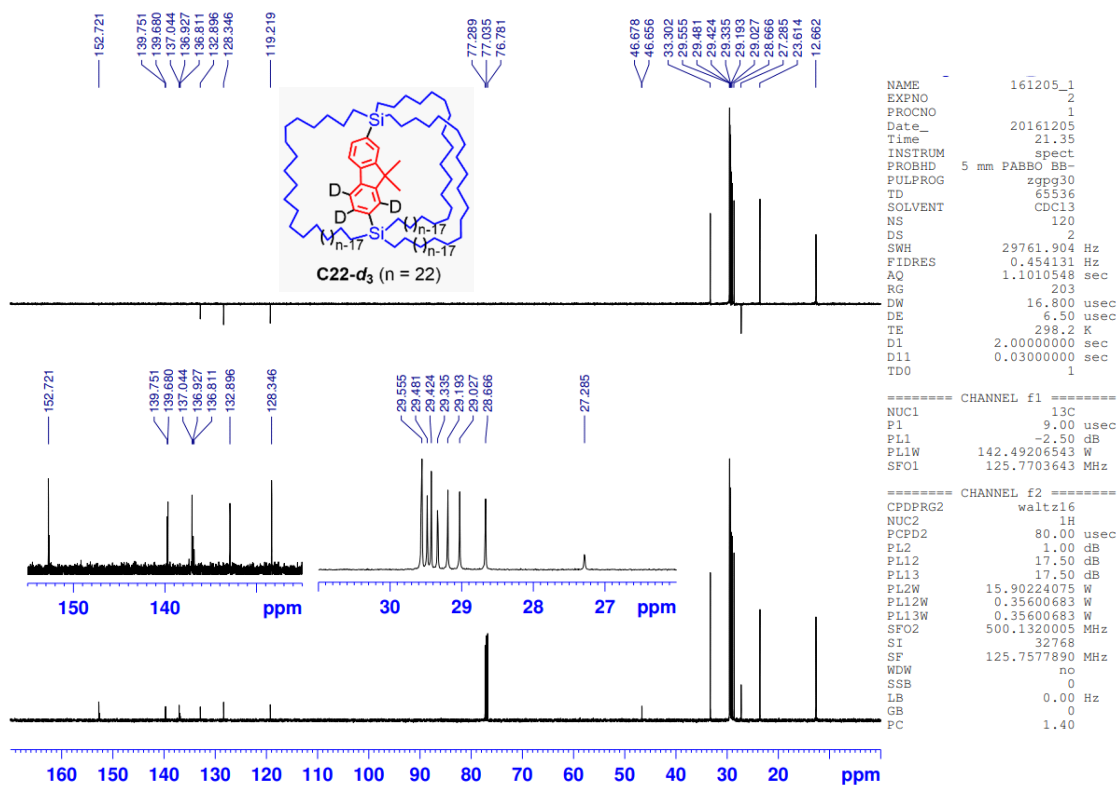 152.721
139.751
139.680
137.044
136.927
136.811
132.896
128.346
119.219
77.289
77.035
76.781
46.678
46.656
33.302
29.555
29.481
29.424
29.335
29.193
29.027
28.666
27.285
23.614
12.662
Si
D
D
D
( )n-17
Si
( )n-17
( )n-17
C22-d3 (n = 22)
152.721
139.751
139.680
137.044
136.927
136.811
132.896
128.346
29.555
29.481
29.424
29.335
29.193
29.027
28.666
27.285
150 140 ppm
30 29 28 27 ppm
160 150 140 130 120 110 100 90 80 70 60 50 40 30 20 ppm
NAME 161205_1
EXPNO 2
PROCNO 1
Date_ 20161205
Time 21.35
INSTRUM spect
PROBHD 5 mm PABBO BB-
PULPROG zgpg30
TD 65536
SOLVENT CDCl3
NS 120
DS 2
SWH 29761.904 Hz
FIDRES 0.454131 Hz
AQ 1.1010548 sec
RG 203
DW 16.800 usec
DE 6.50 usec
TE 298.2 K
D1 2.00000000 sec
D11 0.03000000 sec
TD0 1
======== CHANNEL f1 ========
NUC1 13C
P1 9.00 usec
PL1 -2.50 dB
PL1W 142.49206543 W
SFO1 125.7703643 MHz
======== CHANNEL f2 ========
CPDPRG2 waltz16
NUC2 1H
PCPD2 80.00 usec
PL2 1.00 dB
PL12 17.50 dB
PL13 17.50 dB
PL2W 15.90224075 W
PL12W 0.35600683 W
PL13W 0.35600683 W
SFO2 500.1320005 MHz
SI 32768
SF 125.7577890 MHz
WDW no
SSB 0
LB 0.00 Hz
GB 0
PC 1.40